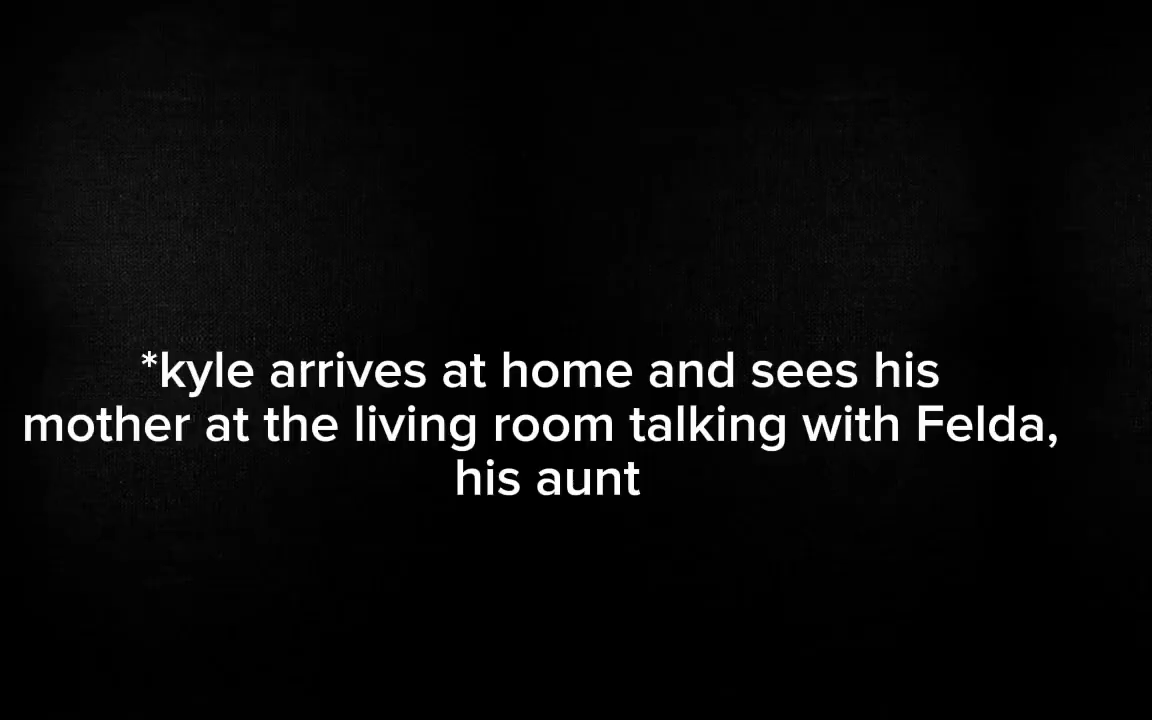 *kyle arrives at home and sees his
mother at the living room talking with Felda,
his aunt